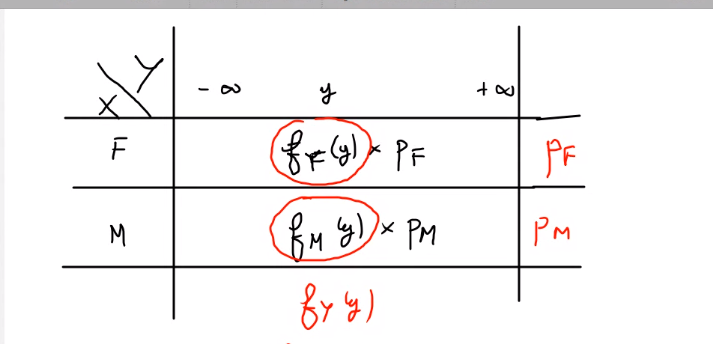 X Y - ∞ y + ∞
F f_F(y) × p_F p_F
M f_M y) × p_M p_M
f_Y y)